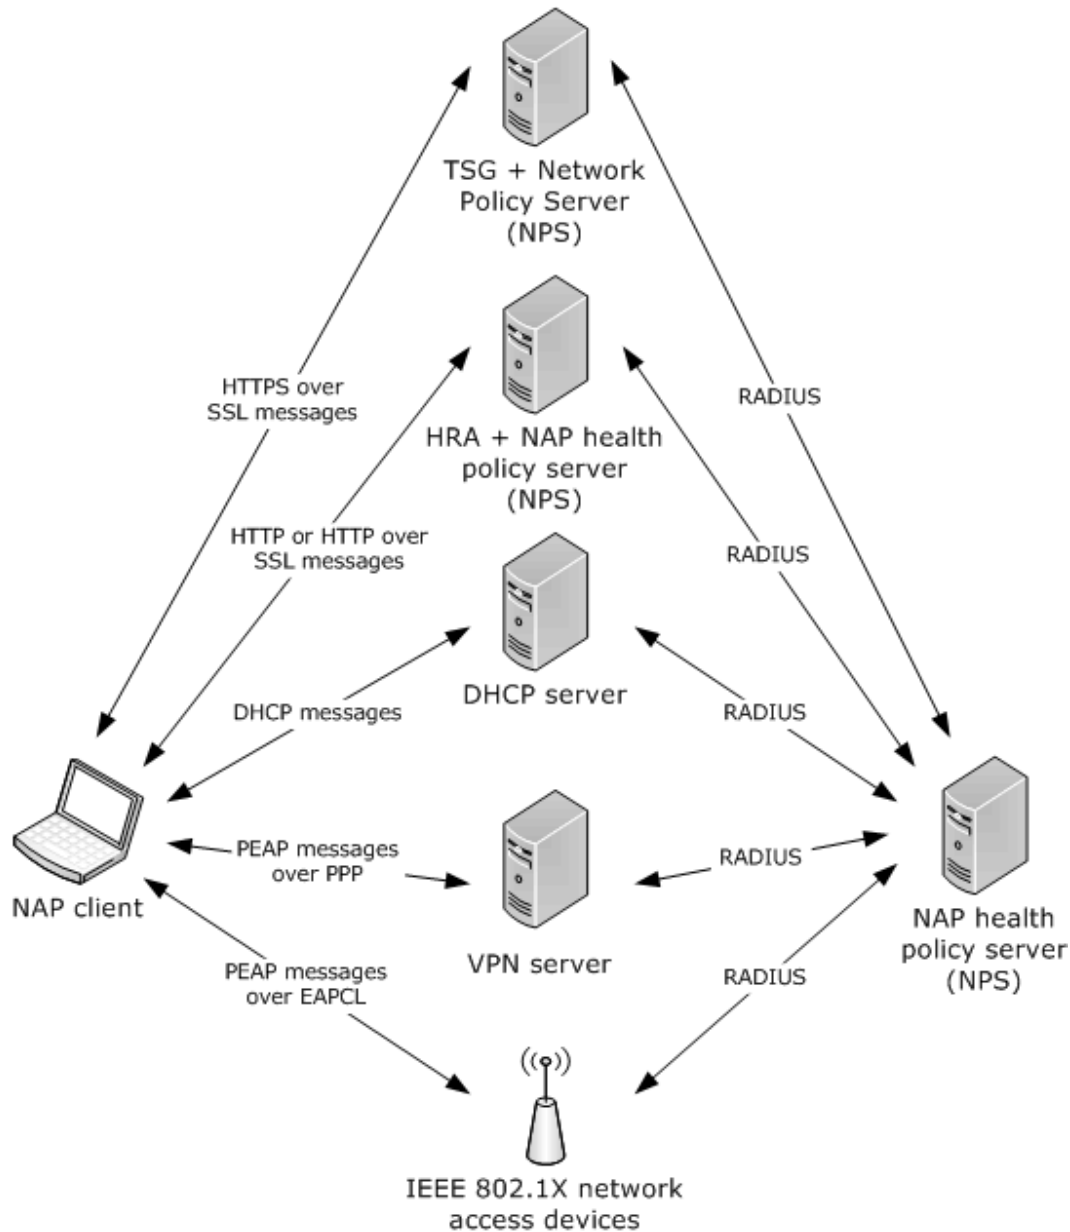 TSG + Network
Policy Server
(NPS)
HTTPS over
SSL messages
RADIUS
HRA + NAP health
policy server
(NPS)
HTTP or HTTP over
SSL messages
RADIUS
DHCP server
DHCP messages
RADIUS
PEAP messages
over PPP
RADIUS
NAP client
VPN server
NAP health
policy server
(NPS)
PEAP messages
over EAPCL
RADIUS
IEEE 802.1X network
access devices